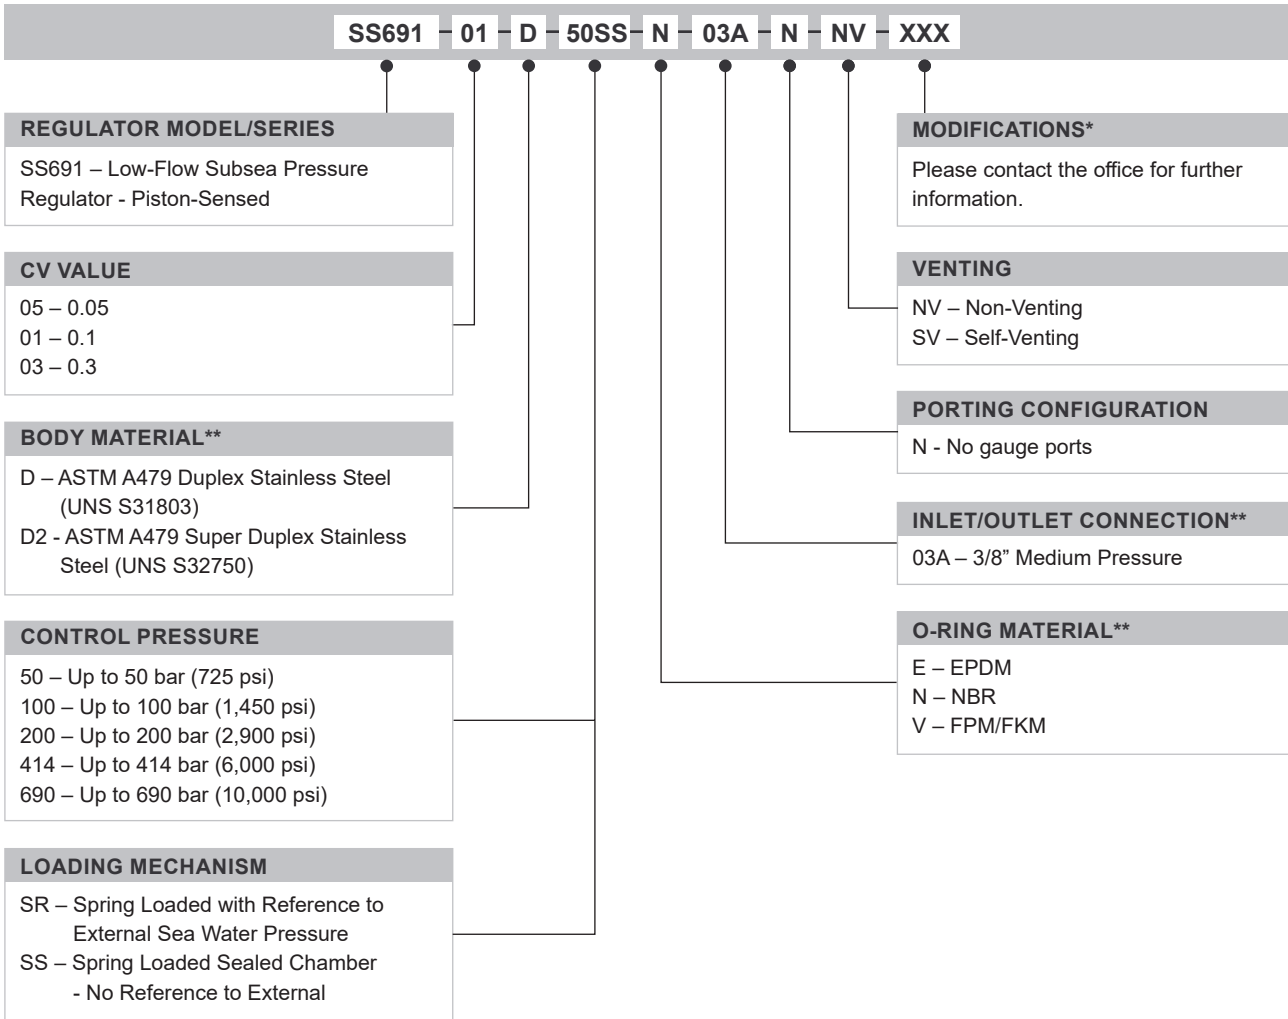 SS691 - 01 - D - 50SS - N - 03A - N - NV - XXX
REGULATOR MODEL/SERIES
SS691 – Low-Flow Subsea Pressure
Regulator - Piston-Sensed
CV VALUE
05 – 0.05
01 – 0.1
03 – 0.3
BODY MATERIAL**
D – ASTM A479 Duplex Stainless Steel
(UNS S31803)
D2 - ASTM A479 Super Duplex Stainless
Steel (UNS S32750)
CONTROL PRESSURE
50 – Up to 50 bar (725 psi)
100 – Up to 100 bar (1,450 psi)
200 – Up to 200 bar (2,900 psi)
414 – Up to 414 bar (6,000 psi)
690 – Up to 690 bar (10,000 psi)
LOADING MECHANISM
SR – Spring Loaded with Reference to
External Sea Water Pressure
SS – Spring Loaded Sealed Chamber
- No Reference to External
MODIFICATIONS*
Please contact the office for further
information.
VENTING
NV – Non-Venting
SV – Self-Venting
PORTING CONFIGURATION
N - No gauge ports
INLET/OUTLET CONNECTION**
03A – 3/8” Medium Pressure
O-RING MATERIAL**
E – EPDM
N – NBR
V – FPM/FKM